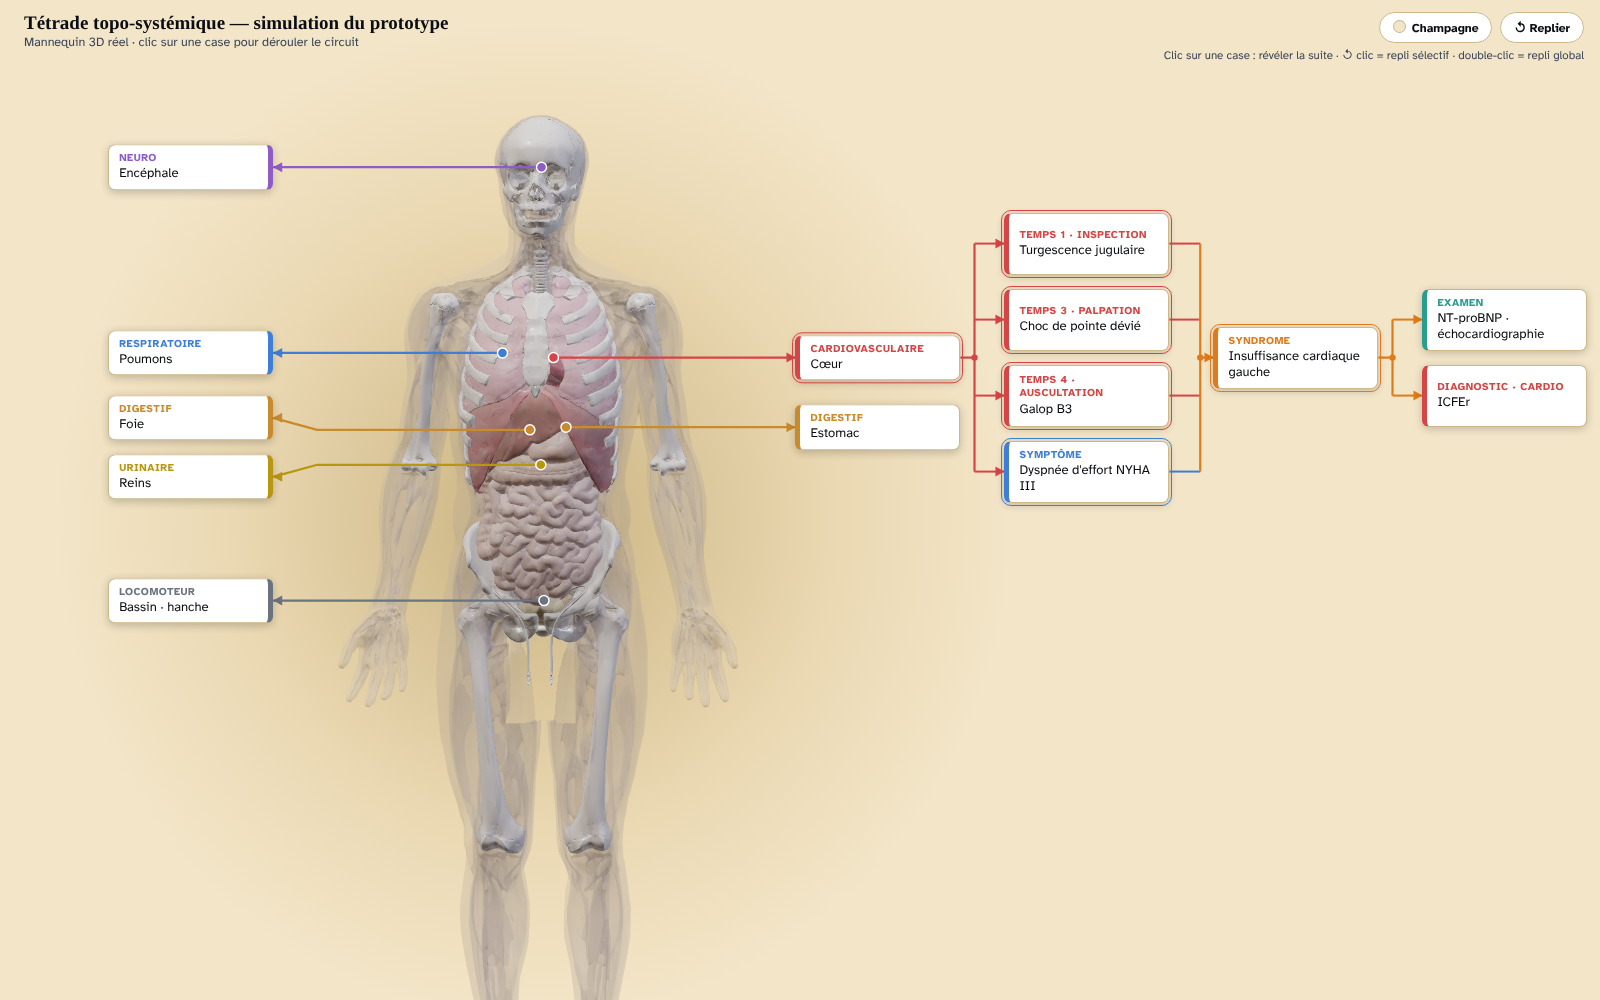 Tétrade topo-systémique — simulation du prototype
Mannequin 3D réel · clic sur une case pour dérouler le circuit
Champagne
↺ Replier
Clic sur une case : révéler la suite · ↺ clic = repli sélectif · double-clic = repli global
NEURO
Encéphale
RESPIRATOIRE
Poumons
DIGESTIF
Foie
URINAIRE
Reins
LOCOMOTEUR
Bassin · hanche
CARDIOVASCULAIRE
Cœur
DIGESTIF
Estomac
TEMPS 1 · INSPECTION
Turgescence jugulaire
TEMPS 3 · PALPATION
Choc de pointe dévié
TEMPS 4 ·
AUSCULTATION
Galop B3
SYMPTÔME
Dyspnée d'effort NYHA
III
SYNDROME
Insuffisance cardiaque
gauche
EXAMEN
NT-proBNP ·
échocardiographie
DIAGNOSTIC · CARDIO
ICFEr